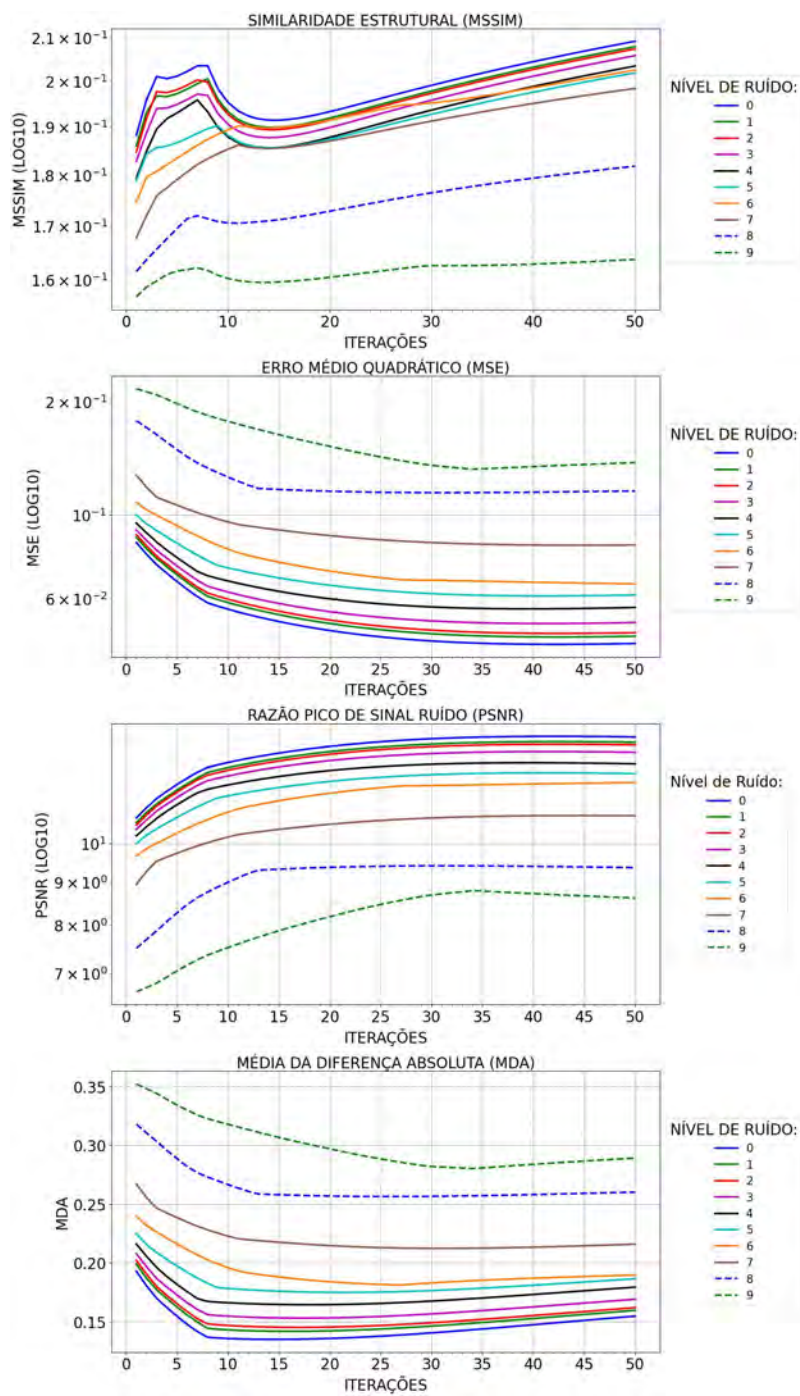 SIMILARIDADE ESTRUTURAL (MSSIM)
2.1 × 10⁻¹
2 × 10⁻¹
1.9 × 10⁻¹
1.8 × 10⁻¹
1.7 × 10⁻¹
1.6 × 10⁻¹
MSSIM (LOG10)
0 10 20 30 40 50
ITERAÇÕES
NÍVEL DE RUÍDO:
0
1
2
3
4
5
6
7
8
9
ERRO MÉDIO QUADRÁTICO (MSE)
2 × 10⁻¹
10⁻¹
6 × 10⁻²
MSE (LOG10)
0 5 10 15 20 25 30 35 40 45 50
ITERAÇÕES
NÍVEL DE RUÍDO:
0
1
2
3
4
5
6
7
8
9
RAZÃO PICO DE SINAL RUÍDO (PSNR)
10¹
9 × 10⁰
8 × 10⁰
7 × 10⁰
PSNR (LOG10)
0 5 10 15 20 25 30 35 40 45 50
ITERAÇÕES
Nível de Ruído:
0
1
2
3
4
5
6
7
8
9
MÉDIA DA DIFERENÇA ABSOLUTA (MDA)
0.35
0.30
0.25
0.20
0.15
MDA
0 5 10 15 20 25 30 35 40 45 50
ITERAÇÕES
NÍVEL DE RUÍDO:
0
1
2
3
4
5
6
7
8
9